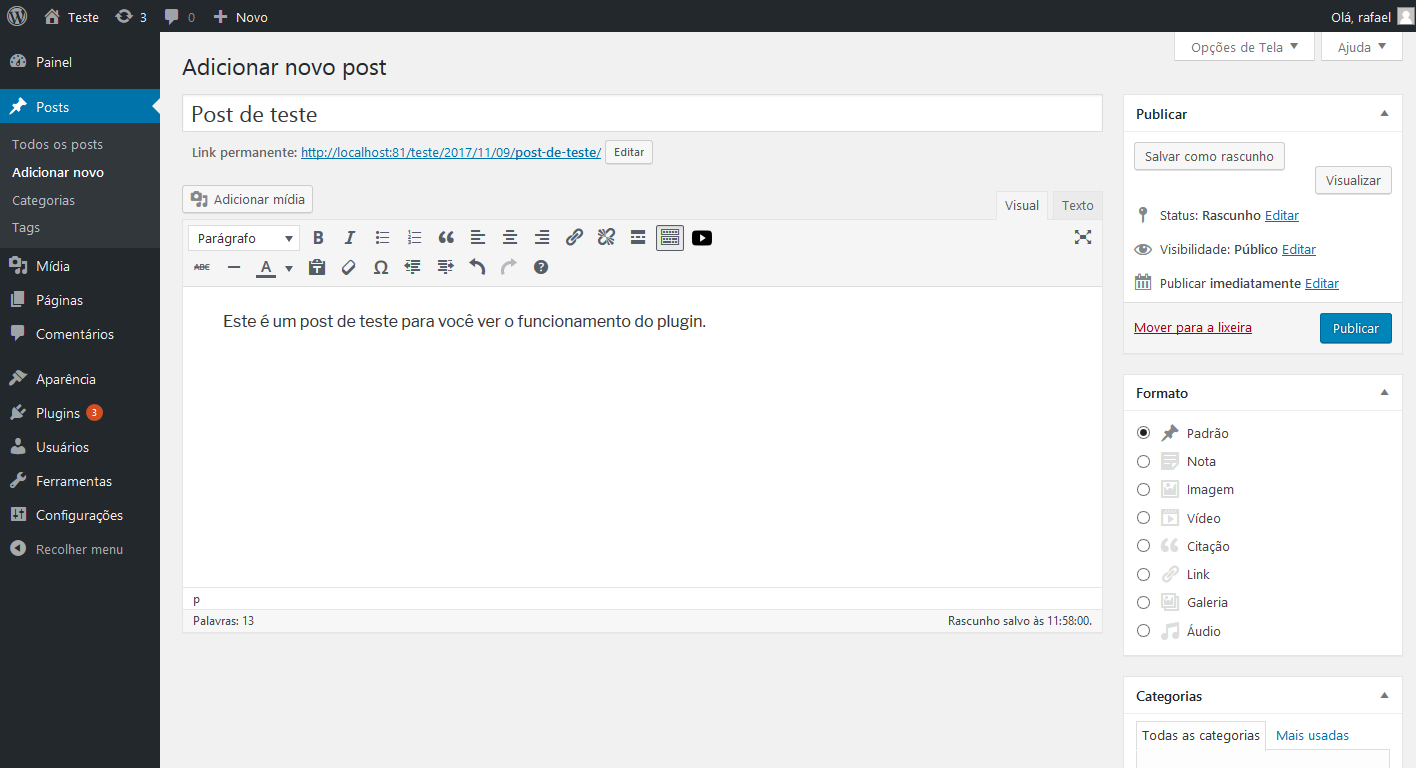 Teste 3 0 Novo Olá, rafael
Opções de Tela Ajuda
Painel
Posts
Todos os posts
Adicionar novo
Categorias
Tags
Mídia
Páginas
Comentários
Aparência
Plugins 3
Usuários
Ferramentas
Configurações
Recolher menu
Adicionar novo post
Post de teste
Link permanente: http://localhost:81/teste/2017/11/09/post-de-teste/ Editar
Adicionar mídia
Visual Texto
Parágrafo B I
ABC A T Ω
Este é um post de teste para você ver o funcionamento do plugin.
p
Palavras: 13 Rascunho salvo às 11:58:00.
Publicar
Salvar como rascunho
Visualizar
Status: Rascunho Editar
Visibilidade: Público Editar
Publicar imediatamente Editar
Mover para a lixeira Publicar
Formato
Padrão
Nota
Imagem
Vídeo
Citação
Link
Galeria
Áudio
Categorias
Todas as categorias Mais usadas